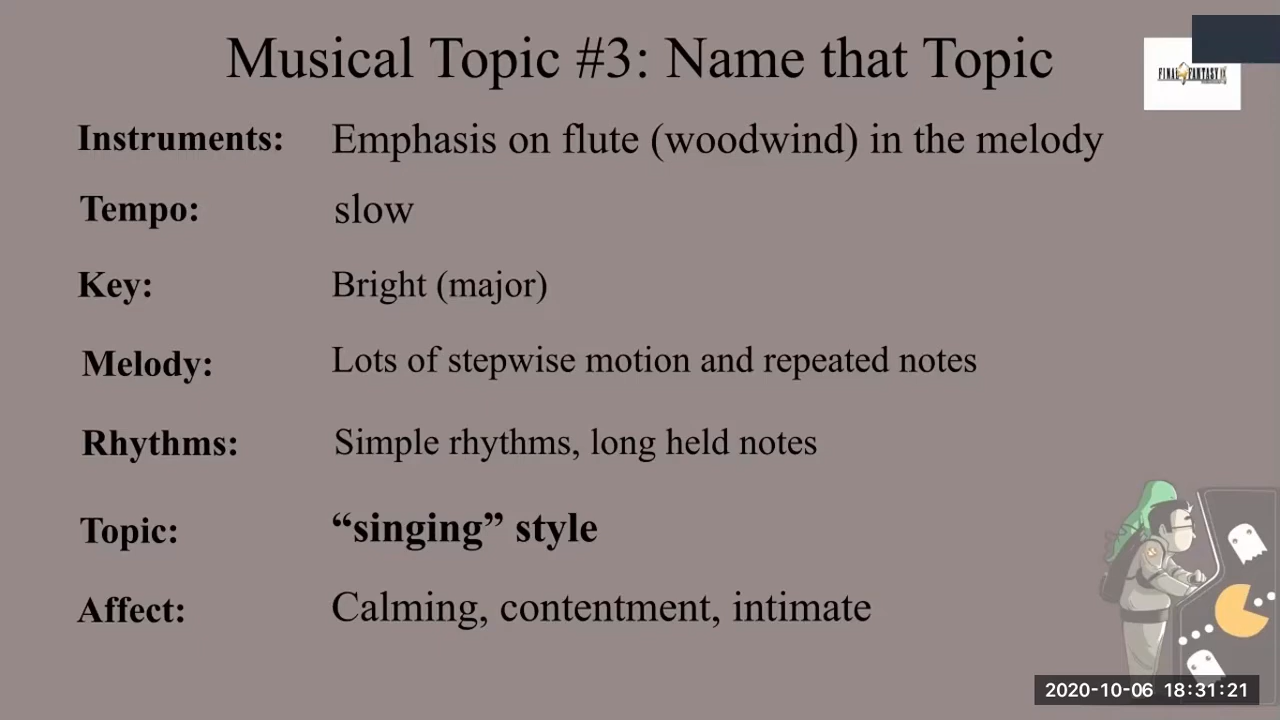 Musical Topic #3: Name that Topic
FINAL FANTASY IX
Instruments: Emphasis on flute (woodwind) in the melody
Tempo: slow
Key: Bright (major)
Melody: Lots of stepwise motion and repeated notes
Rhythms: Simple rhythms, long held notes
Topic: “singing” style
Affect: Calming, contentment, intimate
2020-10-06 18:31:21